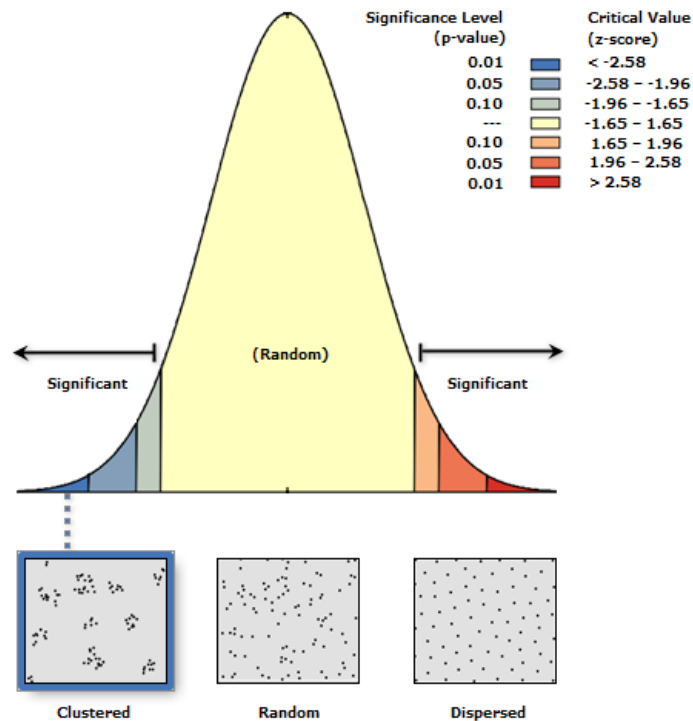 Significance Level Critical Value
(p-value) (z-score)
0.01 < -2.58
0.05 -2.58 – -1.96
0.10 -1.96 – -1.65
--- -1.65 – 1.65
0.10 1.65 – 1.96
0.05 1.96 – 2.58
0.01 > 2.58
(Random)
Significant Significant
Clustered Random Dispersed